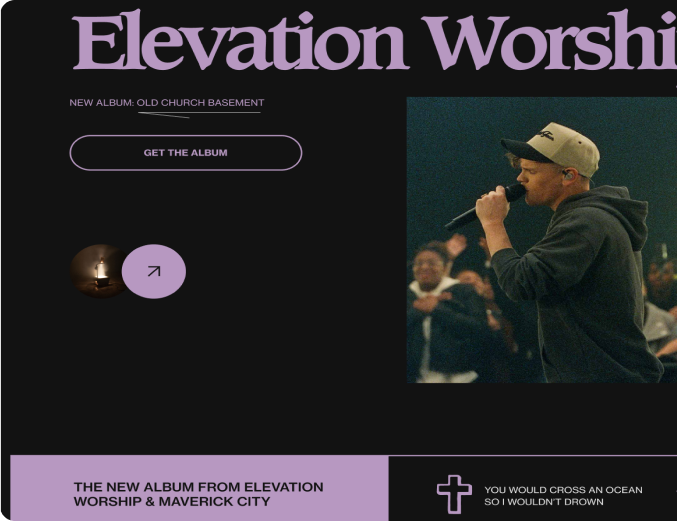 Elevation Worshi
NEW ALBUM: OLD CHURCH BASEMENT
GET THE ALBUM
THE NEW ALBUM FROM ELEVATION
WORSHIP & MAVERICK CITY
YOU WOULD CROSS AN OCEAN
SO I WOULDN'T DROWN